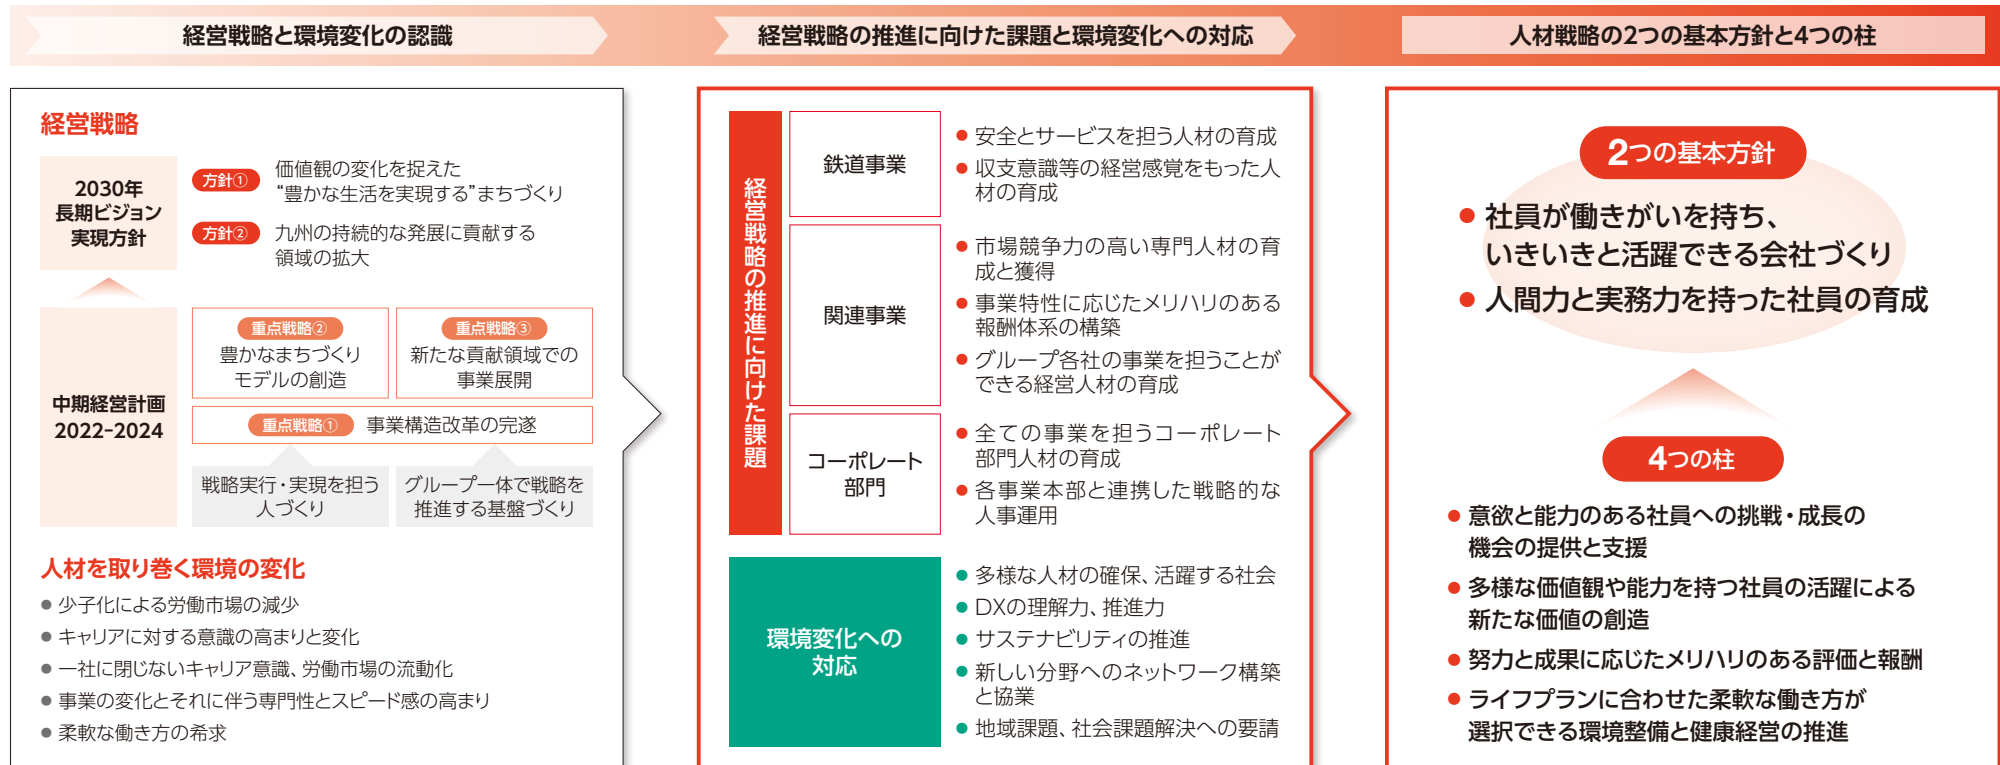 経営戦略と環境変化の認識
経営戦略の推進に向けた課題と環境変化への対応
人材戦略の2つの基本方針と4つの柱
経営戦略
2030年
長期ビジョン
実現方針
方針①
価値観の変化を捉えた
“豊かな生活を実現する”まちづくり
方針②
九州の持続的な発展に貢献する
領域の拡大
中期経営計画
2022-2024
重点戦略②
豊かなまちづくり
モデルの創造
重点戦略③
新たな貢献領域での
事業展開
重点戦略① 事業構造改革の完遂
戦略実行・実現を担う
人づくり
グループ一体で戦略を
推進する基盤づくり
人材を取り巻く環境の変化
● 少子化による労働市場の減少
● キャリアに対する意識の高まりと変化
● 一社に閉じないキャリア意識、労働市場の流動化
● 事業の変化とそれに伴う専門性とスピード感の高まり
● 柔軟な働き方の希求
経営戦略の推進に向けた課題
鉄道事業
● 安全とサービスを担う人材の育成
● 収支意識等の経営感覚をもった人
材の育成
関連事業
● 市場競争力の高い専門人材の育
成と獲得
● 事業特性に応じたメリハリのある
報酬体系の構築
● グループ各社の事業を担うことが
できる経営人材の育成
コーポレート
部門
● 全ての事業を担うコーポレート
部門人材の育成
● 各事業本部と連携した戦略的な
人事運用
環境変化への
対応
● 多様な人材の確保、活躍する社会
● DXの理解力、推進力
● サステナビリティの推進
● 新しい分野へのネットワーク構築
と協業
● 地域課題、社会課題解決への要請
2つの基本方針
● 社員が働きがいを持ち、
いきいきと活躍できる会社づくり
● 人間力と実務力を持った社員の育成
4つの柱
● 意欲と能力のある社員への挑戦・成長の
機会の提供と支援
● 多様な価値観や能力を持つ社員の活躍による
新たな価値の創造
● 努力と成果に応じたメリハリのある評価と報酬
● ライフプランに合わせた柔軟な働き方が
選択できる環境整備と健康経営の推進